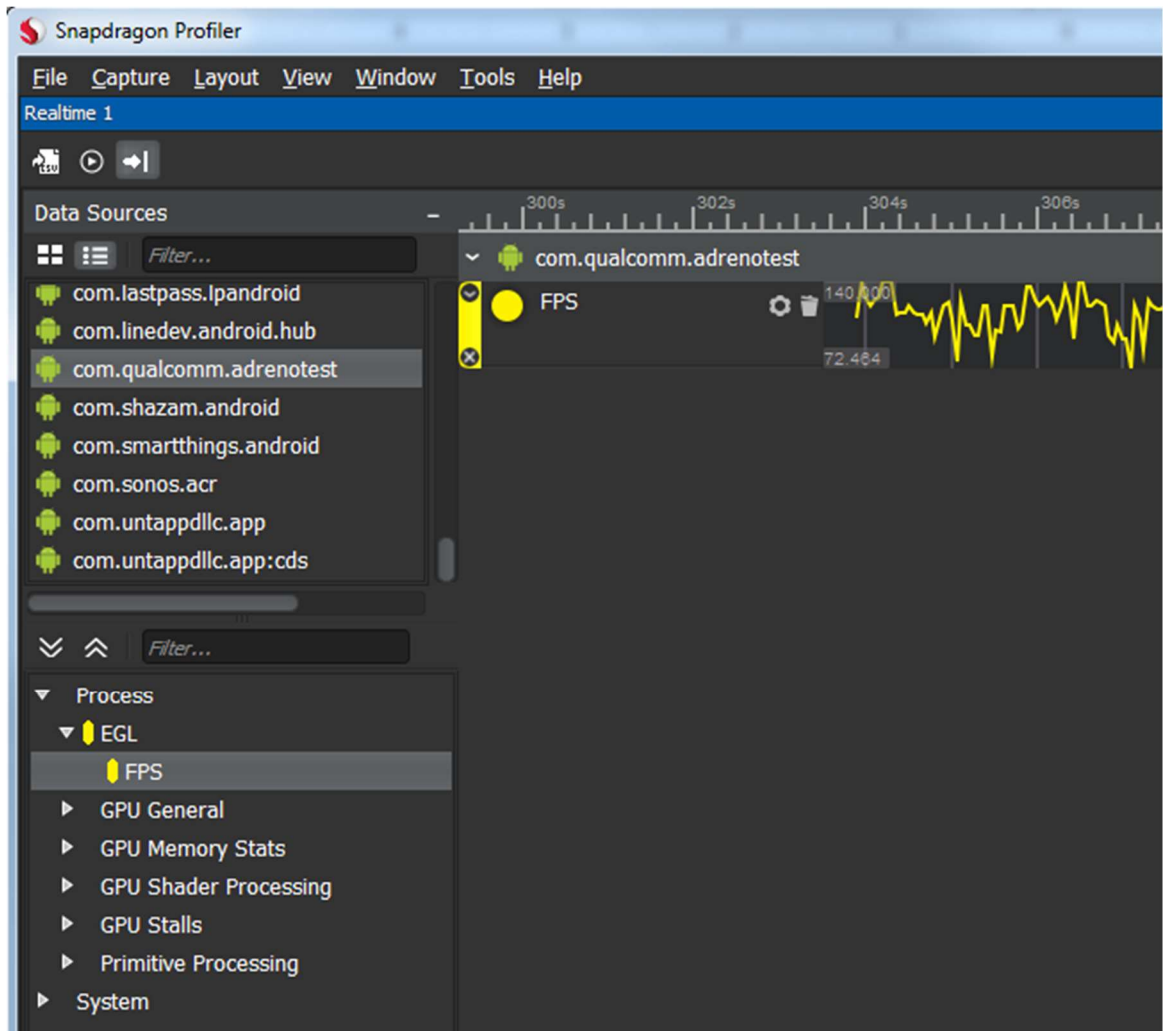 Snapdragon Profiler
File Capture Layout View Window Tools Help
Realtime 1
CSV
Data Sources
300s 302s 304s 306s
Filter...
com.qualcomm.adrenotest
com.lastpass.lpandroid
com.linedev.android.hub
com.qualcomm.adrenotest
com.shazam.android
com.smartthings.android
com.sonos.acr
com.untappdllc.app
com.untappdllc.app:cds
FPS
140.000
72.464
Filter...
Process
EGL
FPS
GPU General
GPU Memory Stats
GPU Shader Processing
GPU Stalls
Primitive Processing
System